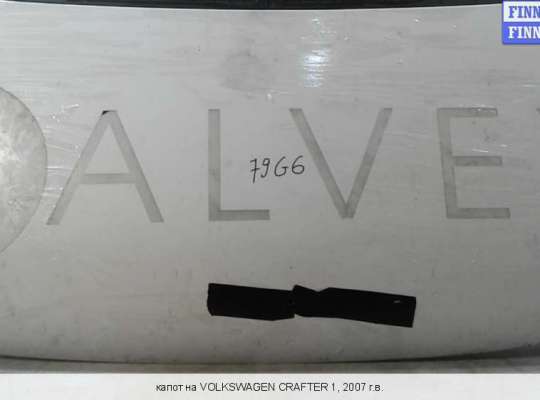 FINN
FINN
ALVE
79G6
капот на VOLKSWAGEN CRAFTER 1, 2007 г.в.